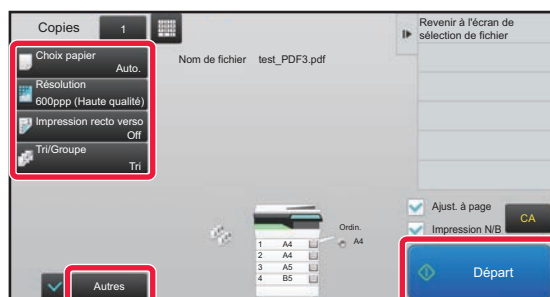 Copies 1
Revenir à l'écran de
sélection de fichier
Nom de fichier test_PDF3.pdf
Choix papier
Auto.
Résolution
600ppp (Haute qualité)
Impression recto verso
Off
Tri/Groupe
Tri
Ordin.
A4
1 A4
2 A4
3 A5
4 B5
Ajust. à page
Impression N/B
CA
Autres
Départ